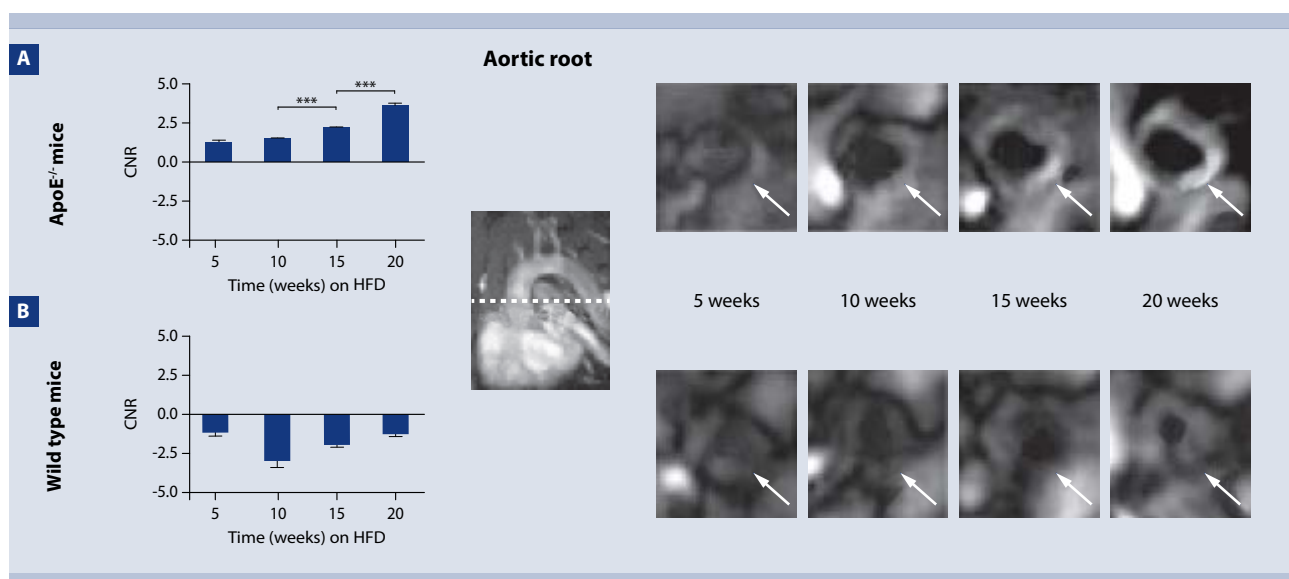 A
Aortic root
ApoE-/- mice
CNR
5.0
2.5
0.0
-2.5
-5.0
***
***
5 10 15 20
Time (weeks) on HFD
5 weeks 10 weeks 15 weeks 20 weeks
B
Wild type mice
CNR
5.0
2.5
0.0
-2.5
-5.0
5 10 15 20
Time (weeks) on HFD